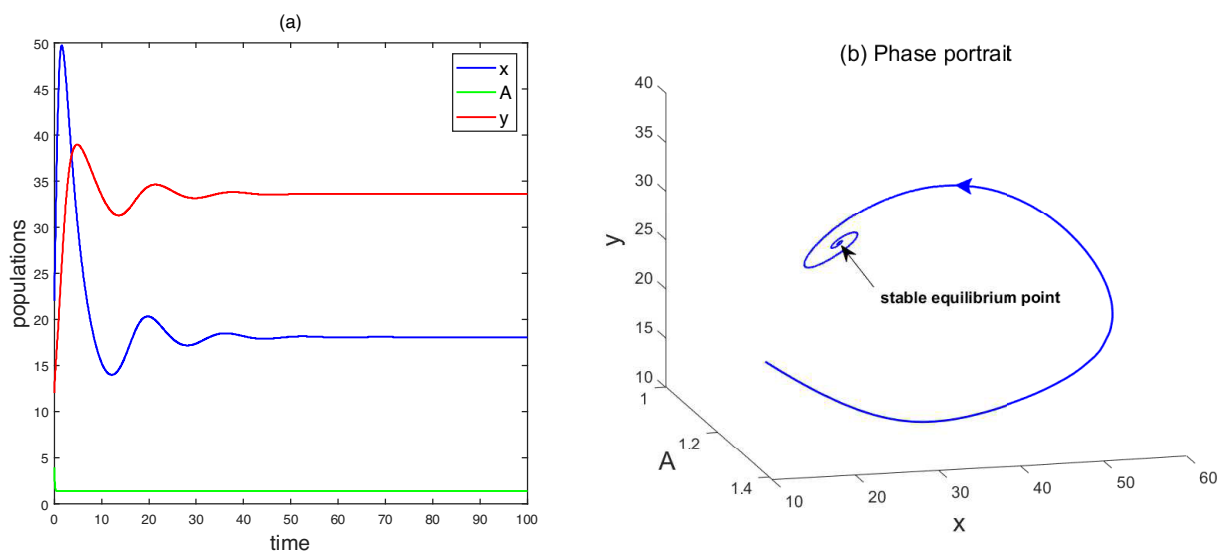 (a)
50
45
40
35
30
25
20
15
10
5
0
populations
x
A
y
0 10 20 30 40 50 60 70 80 90 100
time
(b) Phase portrait
40
35
30
25
20
15
10
y
stable equilibrium point
1
1.2
1.4
A
10 20 30 40 50 60
x